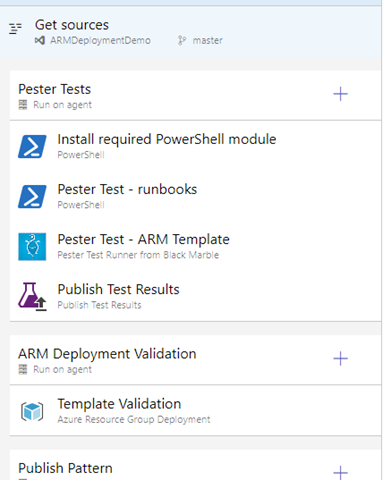 Get sources
ARMDeploymentDemo master
Pester Tests
Run on agent
Install required PowerShell module
PowerShell
Pester Test - runbooks
PowerShell
Pester Test - ARM Template
Pester Test Runner from Black Marble
Publish Test Results
Publish Test Results
ARM Deployment Validation
Run on agent
Template Validation
Azure Resource Group Deployment
Publish Pattern